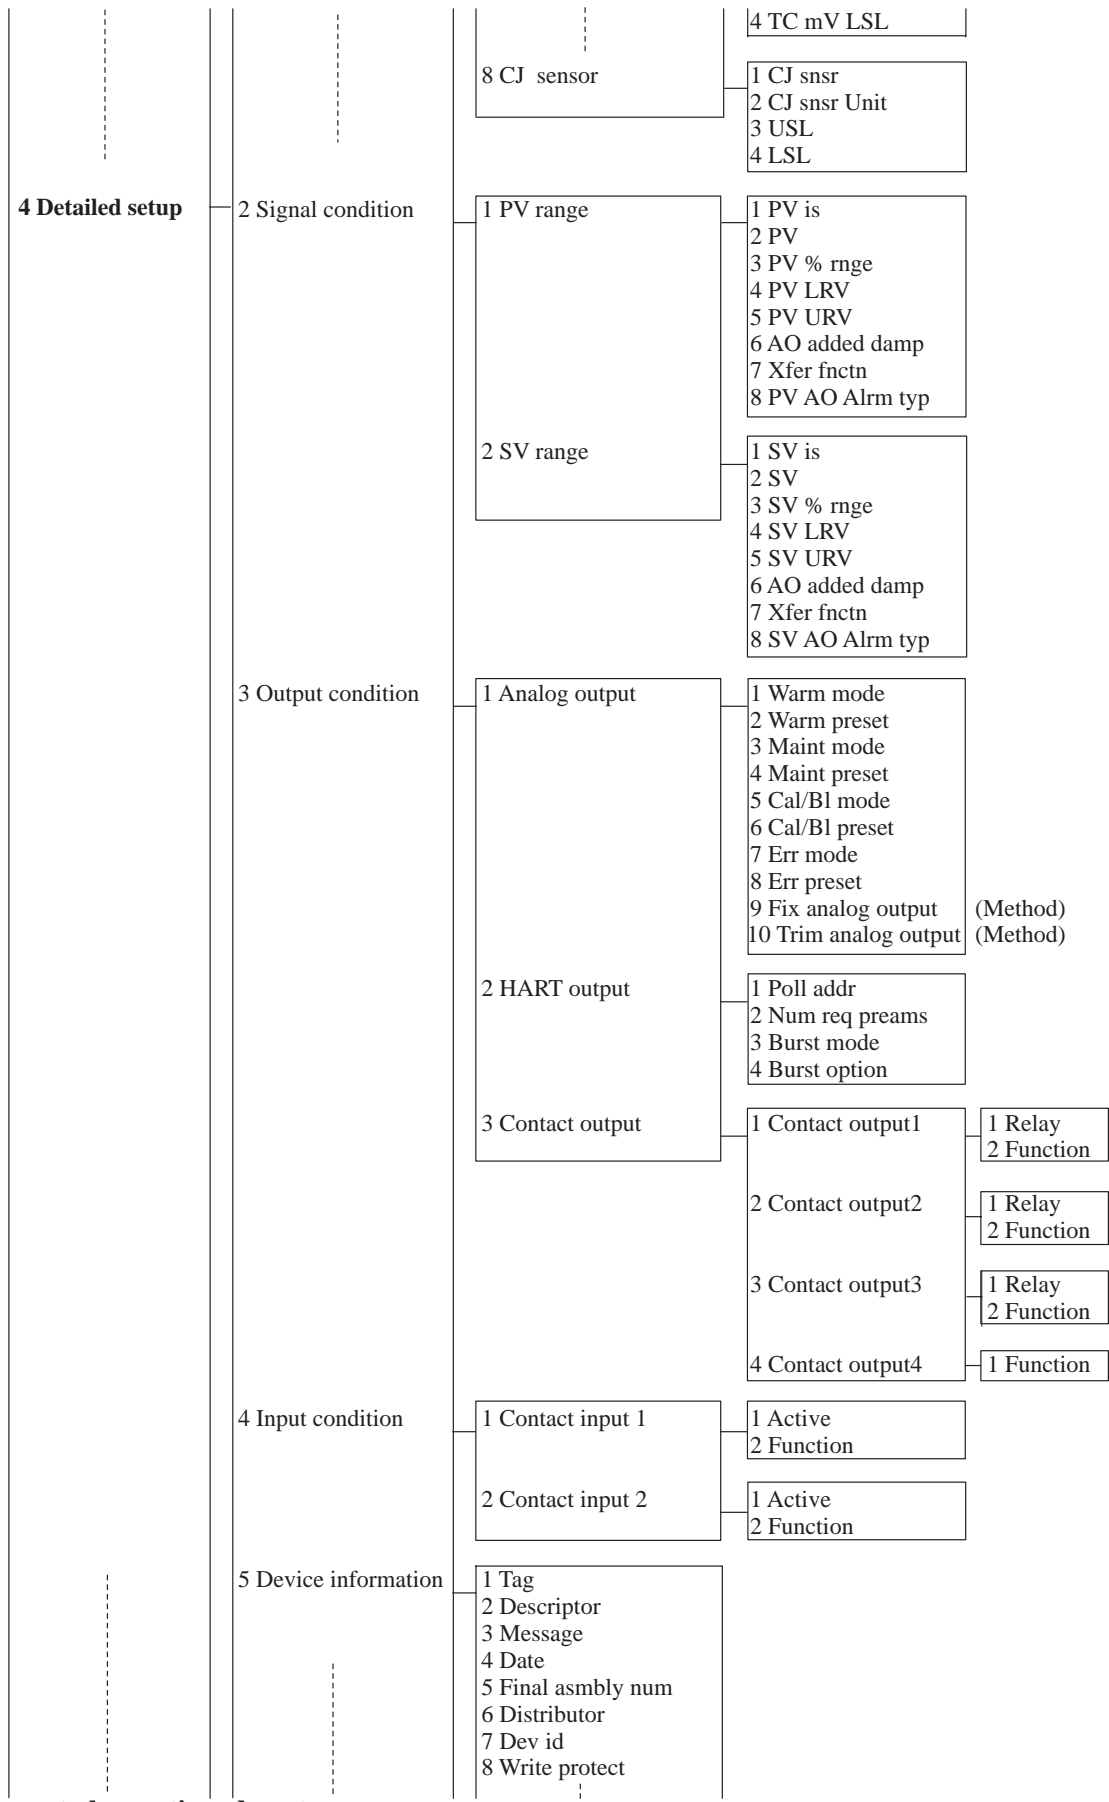 4 TC mV LSL
8 CJ sensor
1 CJ snsr
2 CJ snsr Unit
3 USL
4 LSL
4 Detailed setup
2 Signal condition
1 PV range
1 PV is
2 PV
3 PV % rnge
4 PV LRV
5 PV URV
6 AO added damp
7 Xfer fnctn
8 PV AO Alrm typ
2 SV range
1 SV is
2 SV
3 SV % rnge
4 SV LRV
5 SV URV
6 AO added damp
7 Xfer fnctn
8 SV AO Alrm typ
3 Output condition
1 Analog output
1 Warm mode
2 Warm preset
3 Maint mode
4 Maint preset
5 Cal/Bl mode
6 Cal/Bl preset
7 Err mode
8 Err preset
9 Fix analog output (Method)
10 Trim analog output (Method)
2 HART output
1 Poll addr
2 Num req preams
3 Burst mode
4 Burst option
3 Contact output
1 Contact output1
1 Relay
2 Function
2 Contact output2
1 Relay
2 Function
3 Contact output3
1 Relay
2 Function
4 Contact output4
1 Function
4 Input condition
1 Contact input 1
1 Active
2 Function
2 Contact input 2
1 Active
2 Function
5 Device information
1 Tag
2 Descriptor
3 Message
4 Date
5 Final asmbly num
6 Distributor
7 Dev id
8 Write protect